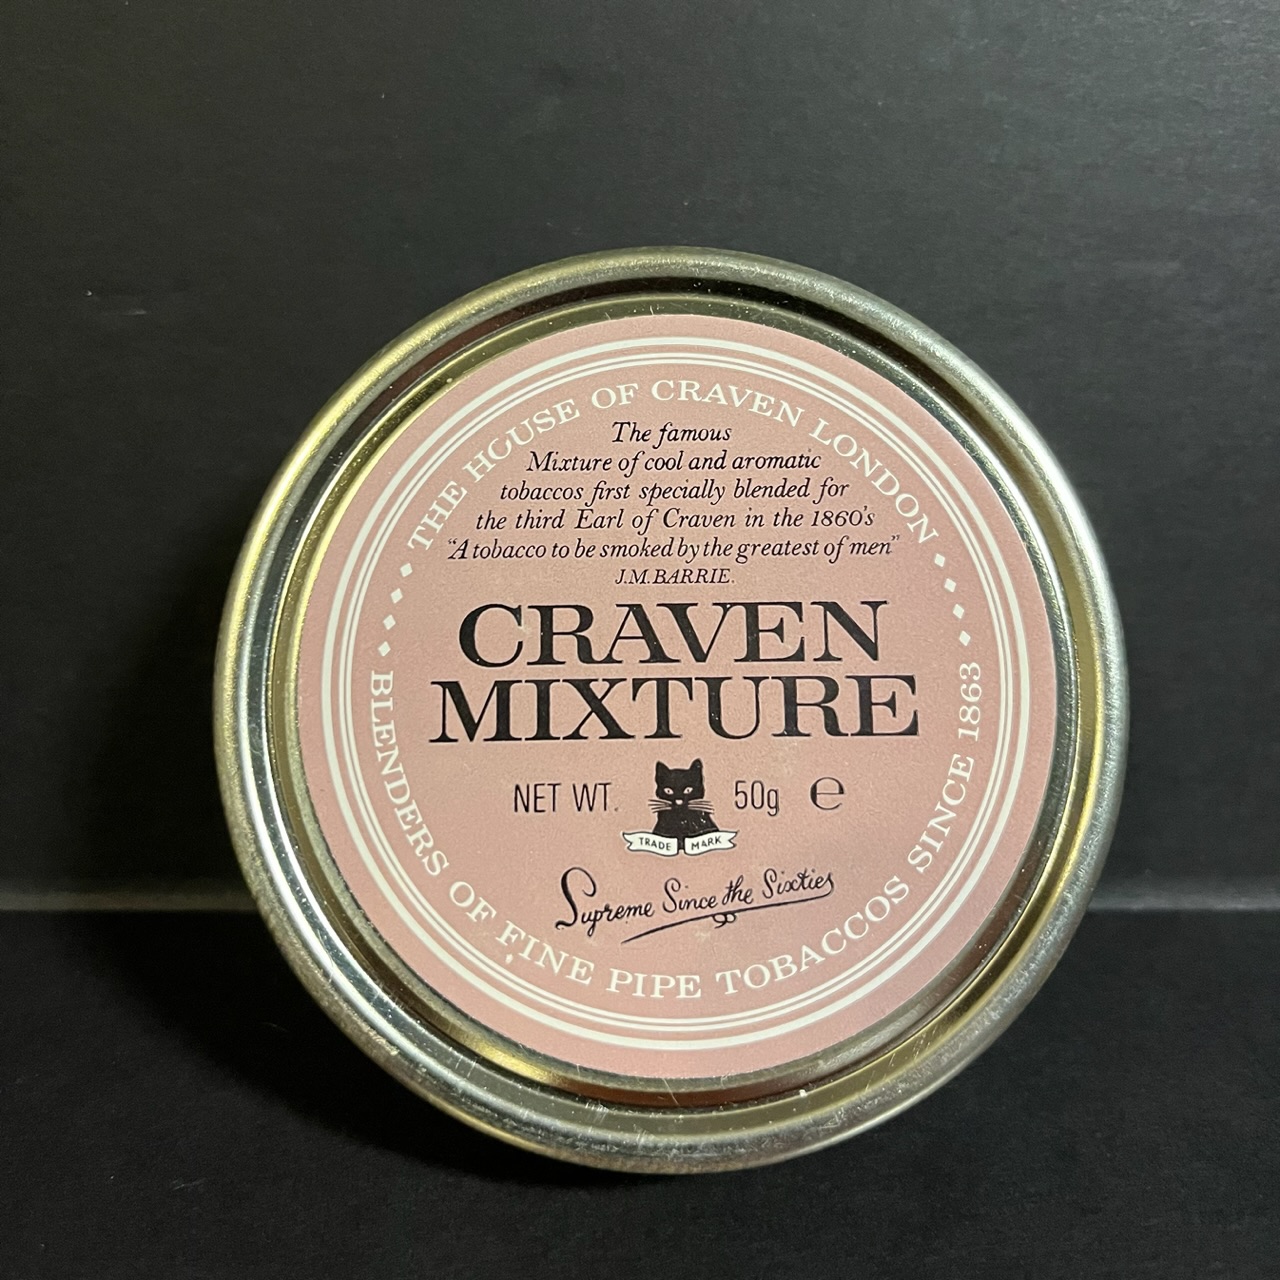 THE HOUSE OF CRAVEN LONDON
The famous
Mixture of cool and aromatic
tobaccos first specially blended for
the third Earl of Craven in the 1860's
"A tobacco to be smoked by the greatest of men"
J.M. BARRIE.
CRAVEN
MIXTURE
NET WT. 50g ℮
TRADE MARK
Supreme Since the Sixties
BLENDERS OF FINE PIPE TOBACCOS SINCE 1863